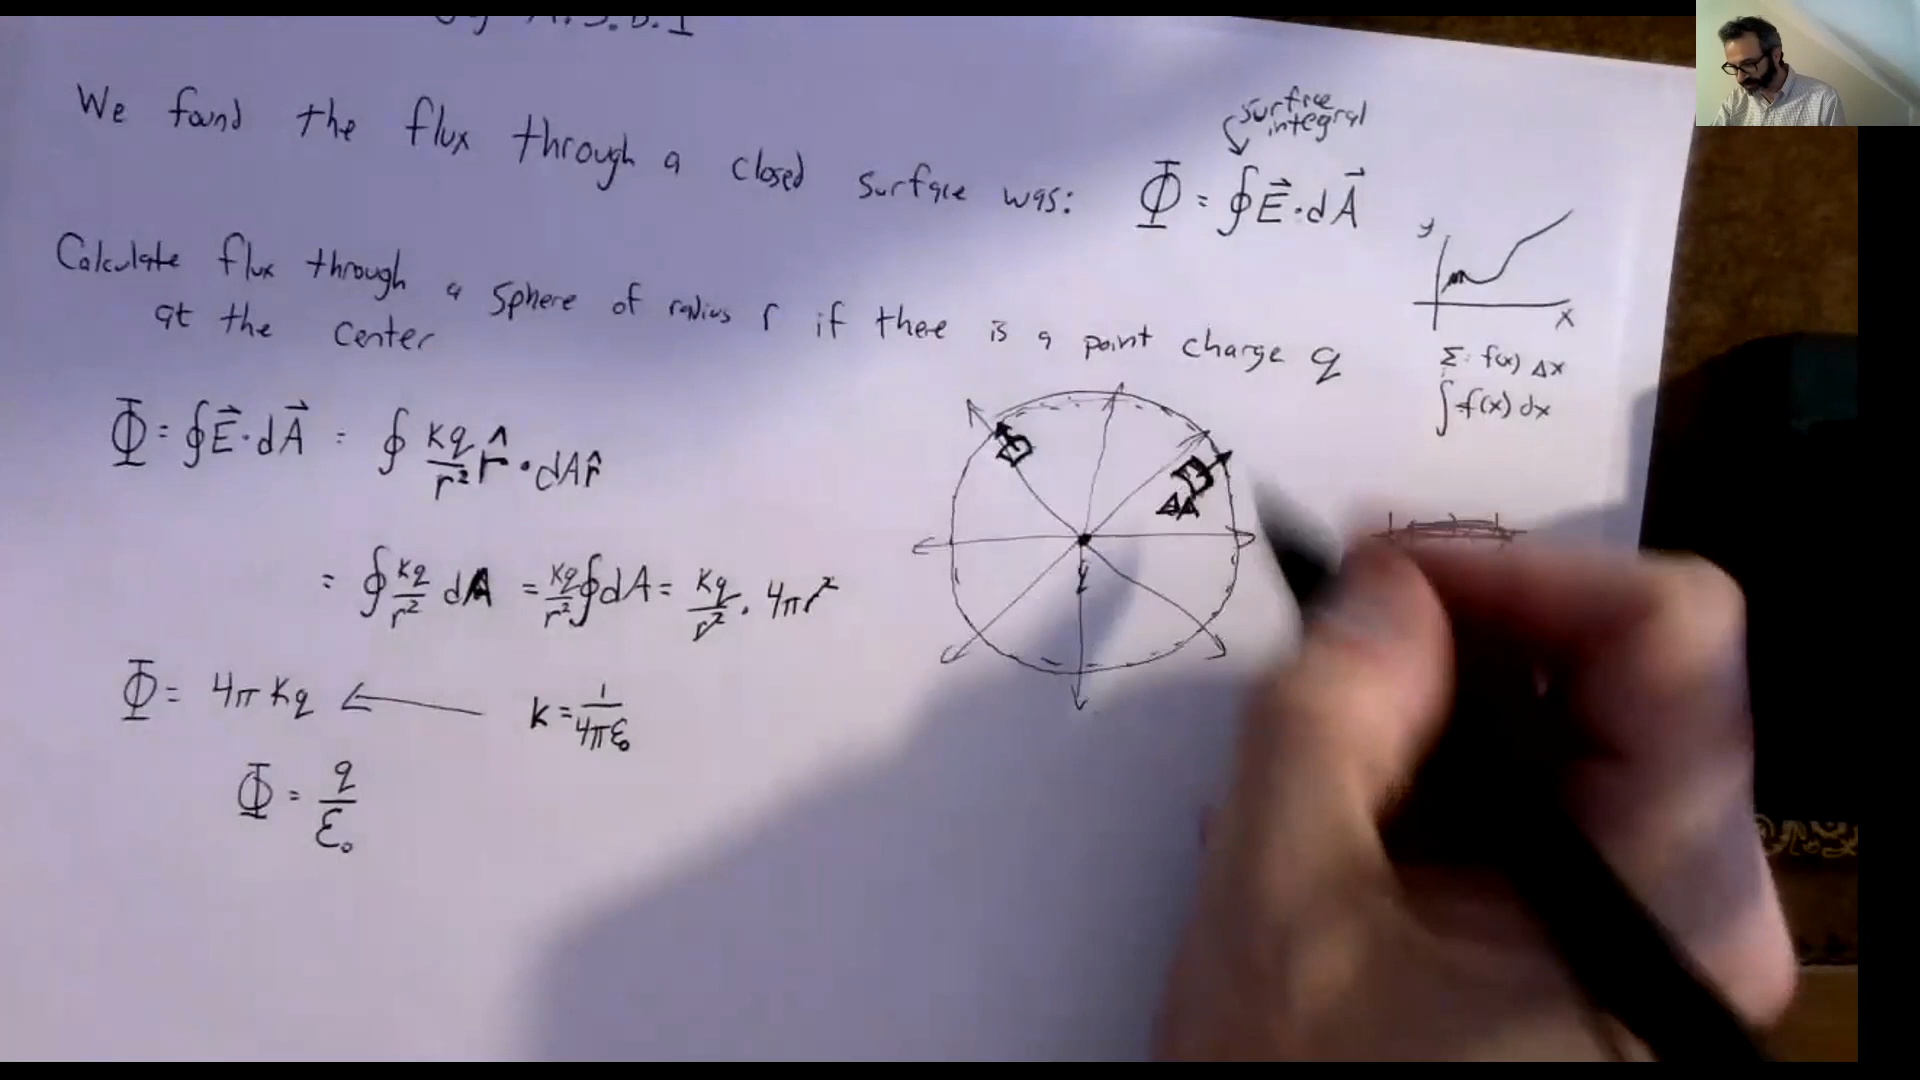 We found the flux through a closed surface was: Φ = ∮E⃗·dA⃗
surface
integral
Calculate flux through a sphere of radius r if there is a point charge q
at the center
y
x
Σ f(x) Δx
∫f(x) dx
Φ = ∮E⃗·dA⃗ = ∮ kq/r² r̂ · dA r̂
= ∮ kq/r² dA = kq/r² ∮dA = kq/r² · 4πr²
ΔA
q
Φ = 4πkq ← k = 1/4πε₀
Φ = q/ε₀